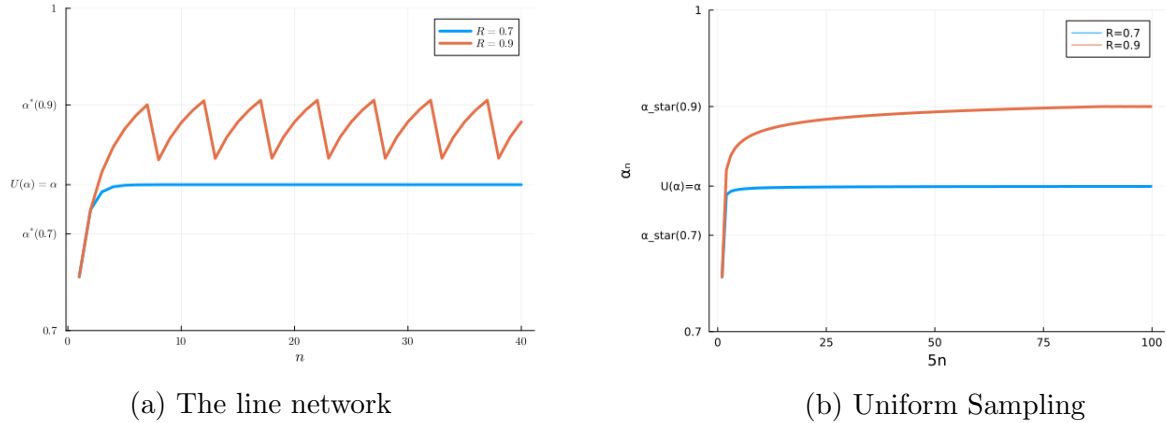 1
α*(0.9)
U(α) = α
α*(0.7)
0.7
0
10
20
30
40
n
R = 0.7
R = 0.9
(a) The line network
1
α_star(0.9)
U(α)=α
α_star(0.7)
0.7
αₙ
0
25
50
75
100
5n
R=0.7
R=0.9
(b) Uniform Sampling